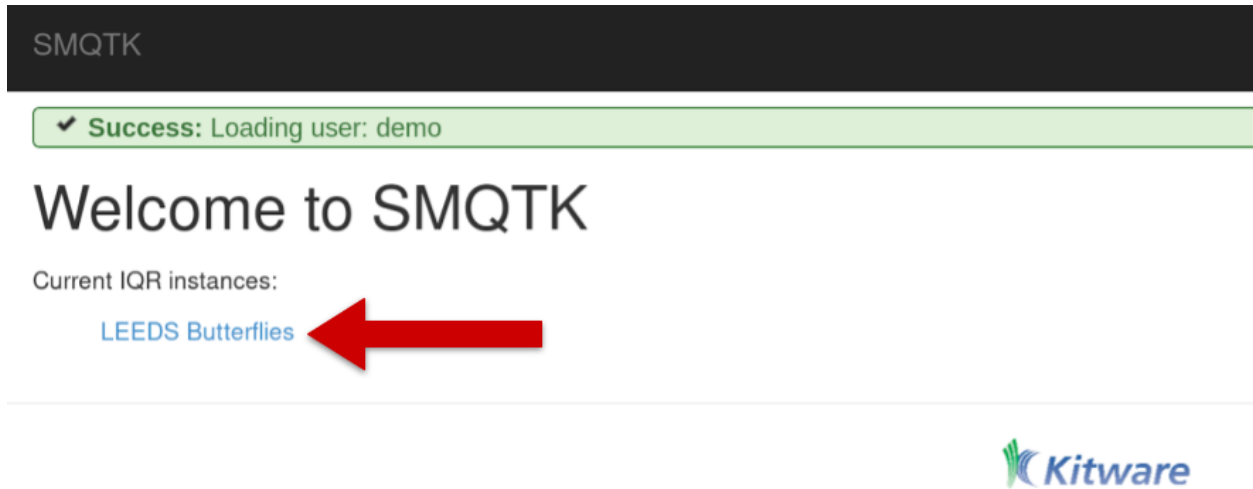 SMQTK
Success: Loading user: demo
Welcome to SMQTK
Current IQR instances:
LEEDS Butterflies
Kitware